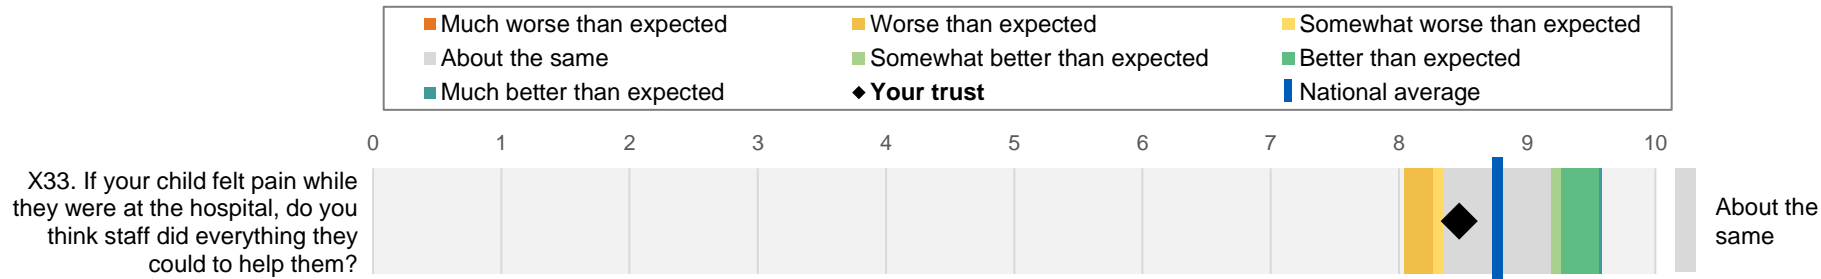 Much worse than expected
Worse than expected
Somewhat worse than expected
About the same
Somewhat better than expected
Better than expected
Much better than expected
Your trust
National average
0 1 2 3 4 5 6 7 8 9 10
X33. If your child felt pain while
they were at the hospital, do you
think staff did everything they
could to help them?
About the
same